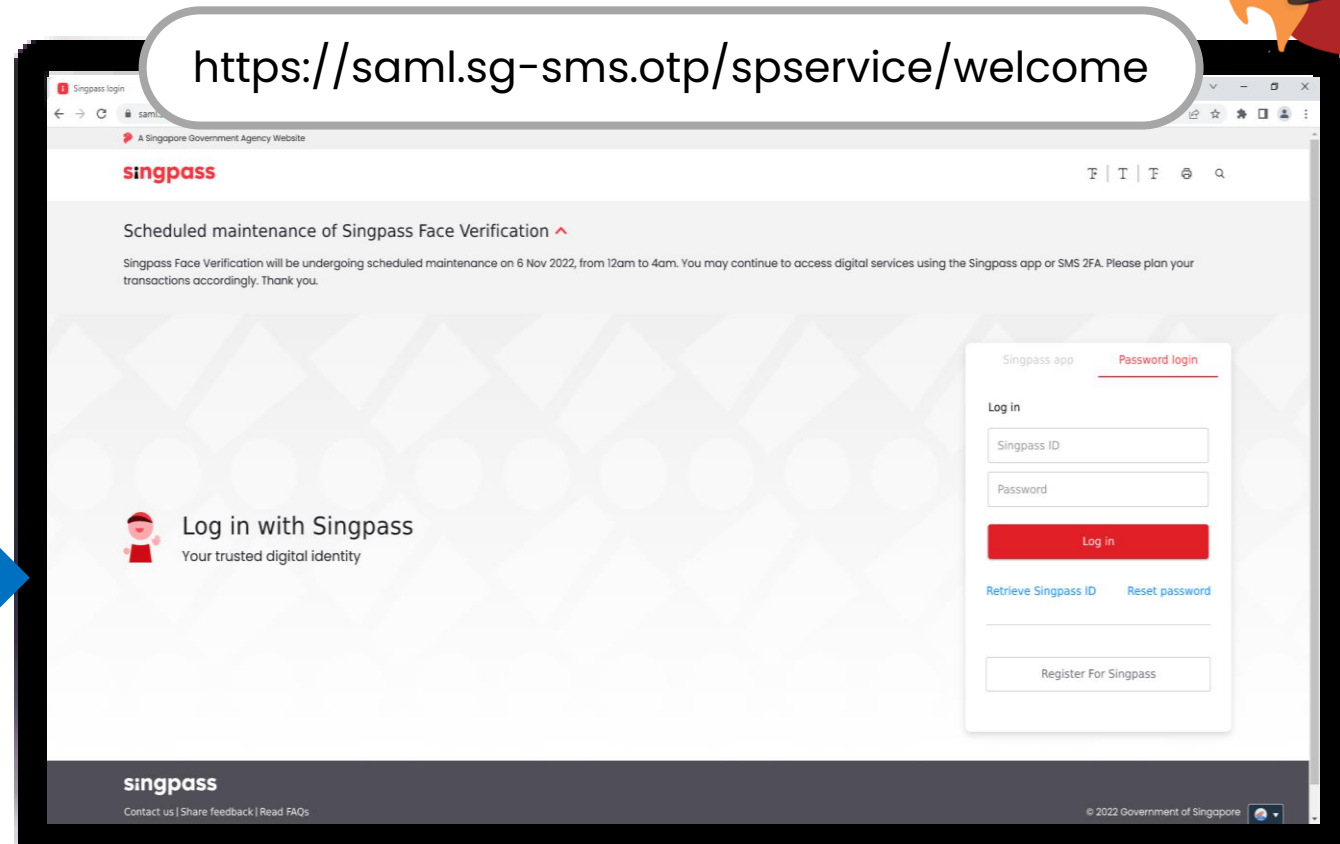 https://saml.sg-sms.otp/spservice/welcome
Singpass login
A Singapore Government Agency Website
singpass
T | T | T
Scheduled maintenance of Singpass Face Verification
Singpass Face Verification will be undergoing scheduled maintenance on 6 Nov 2022, from 12am to 4am. You may continue to access digital services using the Singpass app or SMS 2FA. Please plan your
transactions accordingly. Thank you.
Singpass app Password login
Log in
Singpass ID
Password
Log in with Singpass
Your trusted digital identity
Log in
Retrieve Singpass ID Reset password
Register For Singpass
singpass
Contact us | Share feedback | Read FAQs
© 2022 Government of Singapore